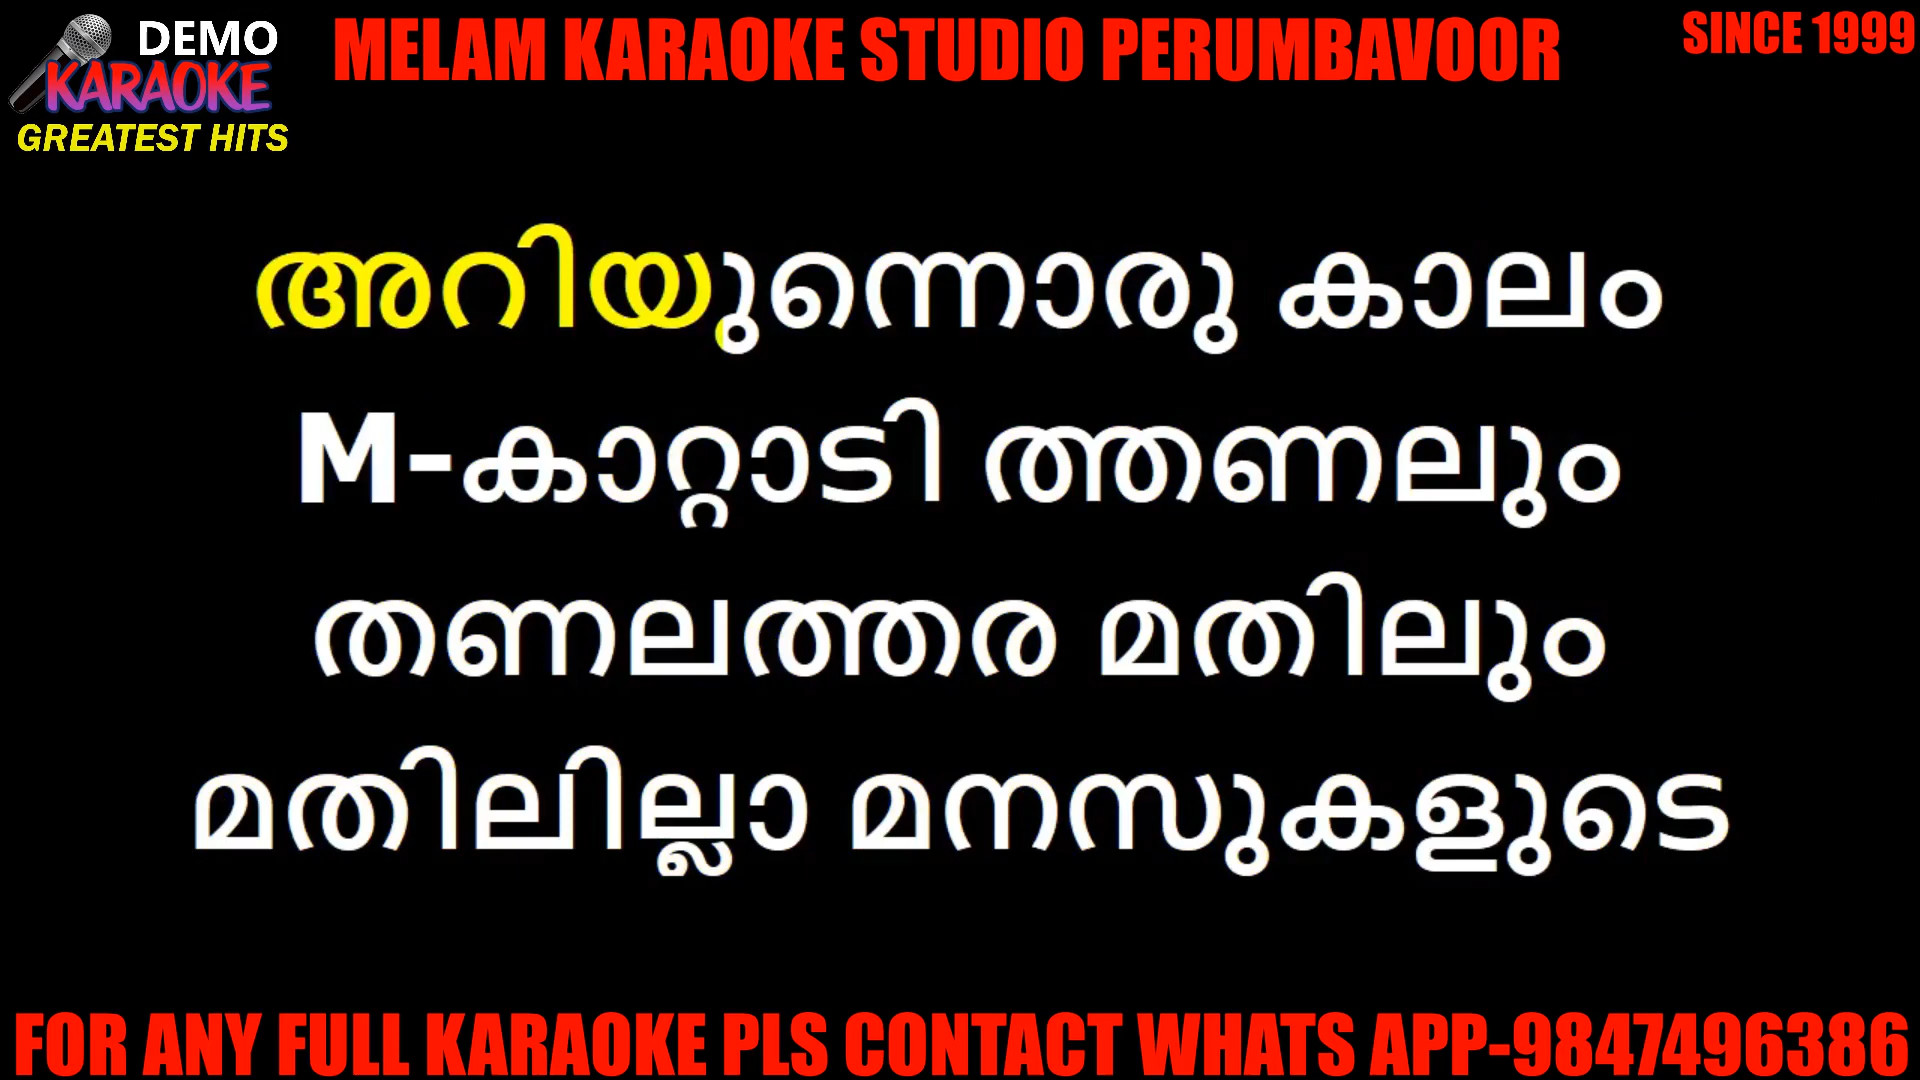 DEMO
KARAOKE
GREATEST HITS
MELAM KARAOKE STUDIO PERUMBAVOOR
SINCE 1999
അറിയുന്നൊരു കാലം
M-കാറ്റാടി ത്തണലും
തണലത്തര മതിലും
മതിലില്ലാ മനസുകളുടെ
FOR ANY FULL KARAOKE PLS CONTACT WHATS APP-9847496386